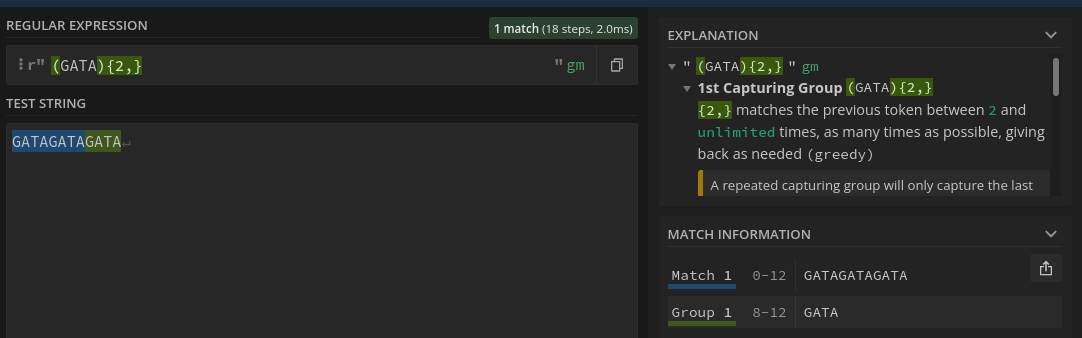 REGULAR EXPRESSION
1 match (18 steps, 2.0ms)
r" (GATA){2,} " gm
TEST STRING
GATAGATAGATA↵
EXPLANATION
" (GATA){2,} " gm
1st Capturing Group (GATA){2,}
{2,} matches the previous token between 2 and
unlimited times, as many times as possible, giving
back as needed (greedy)
A repeated capturing group will only capture the last
MATCH INFORMATION
Match 1 0-12 GATAGATAGATA
Group 1 8-12 GATA